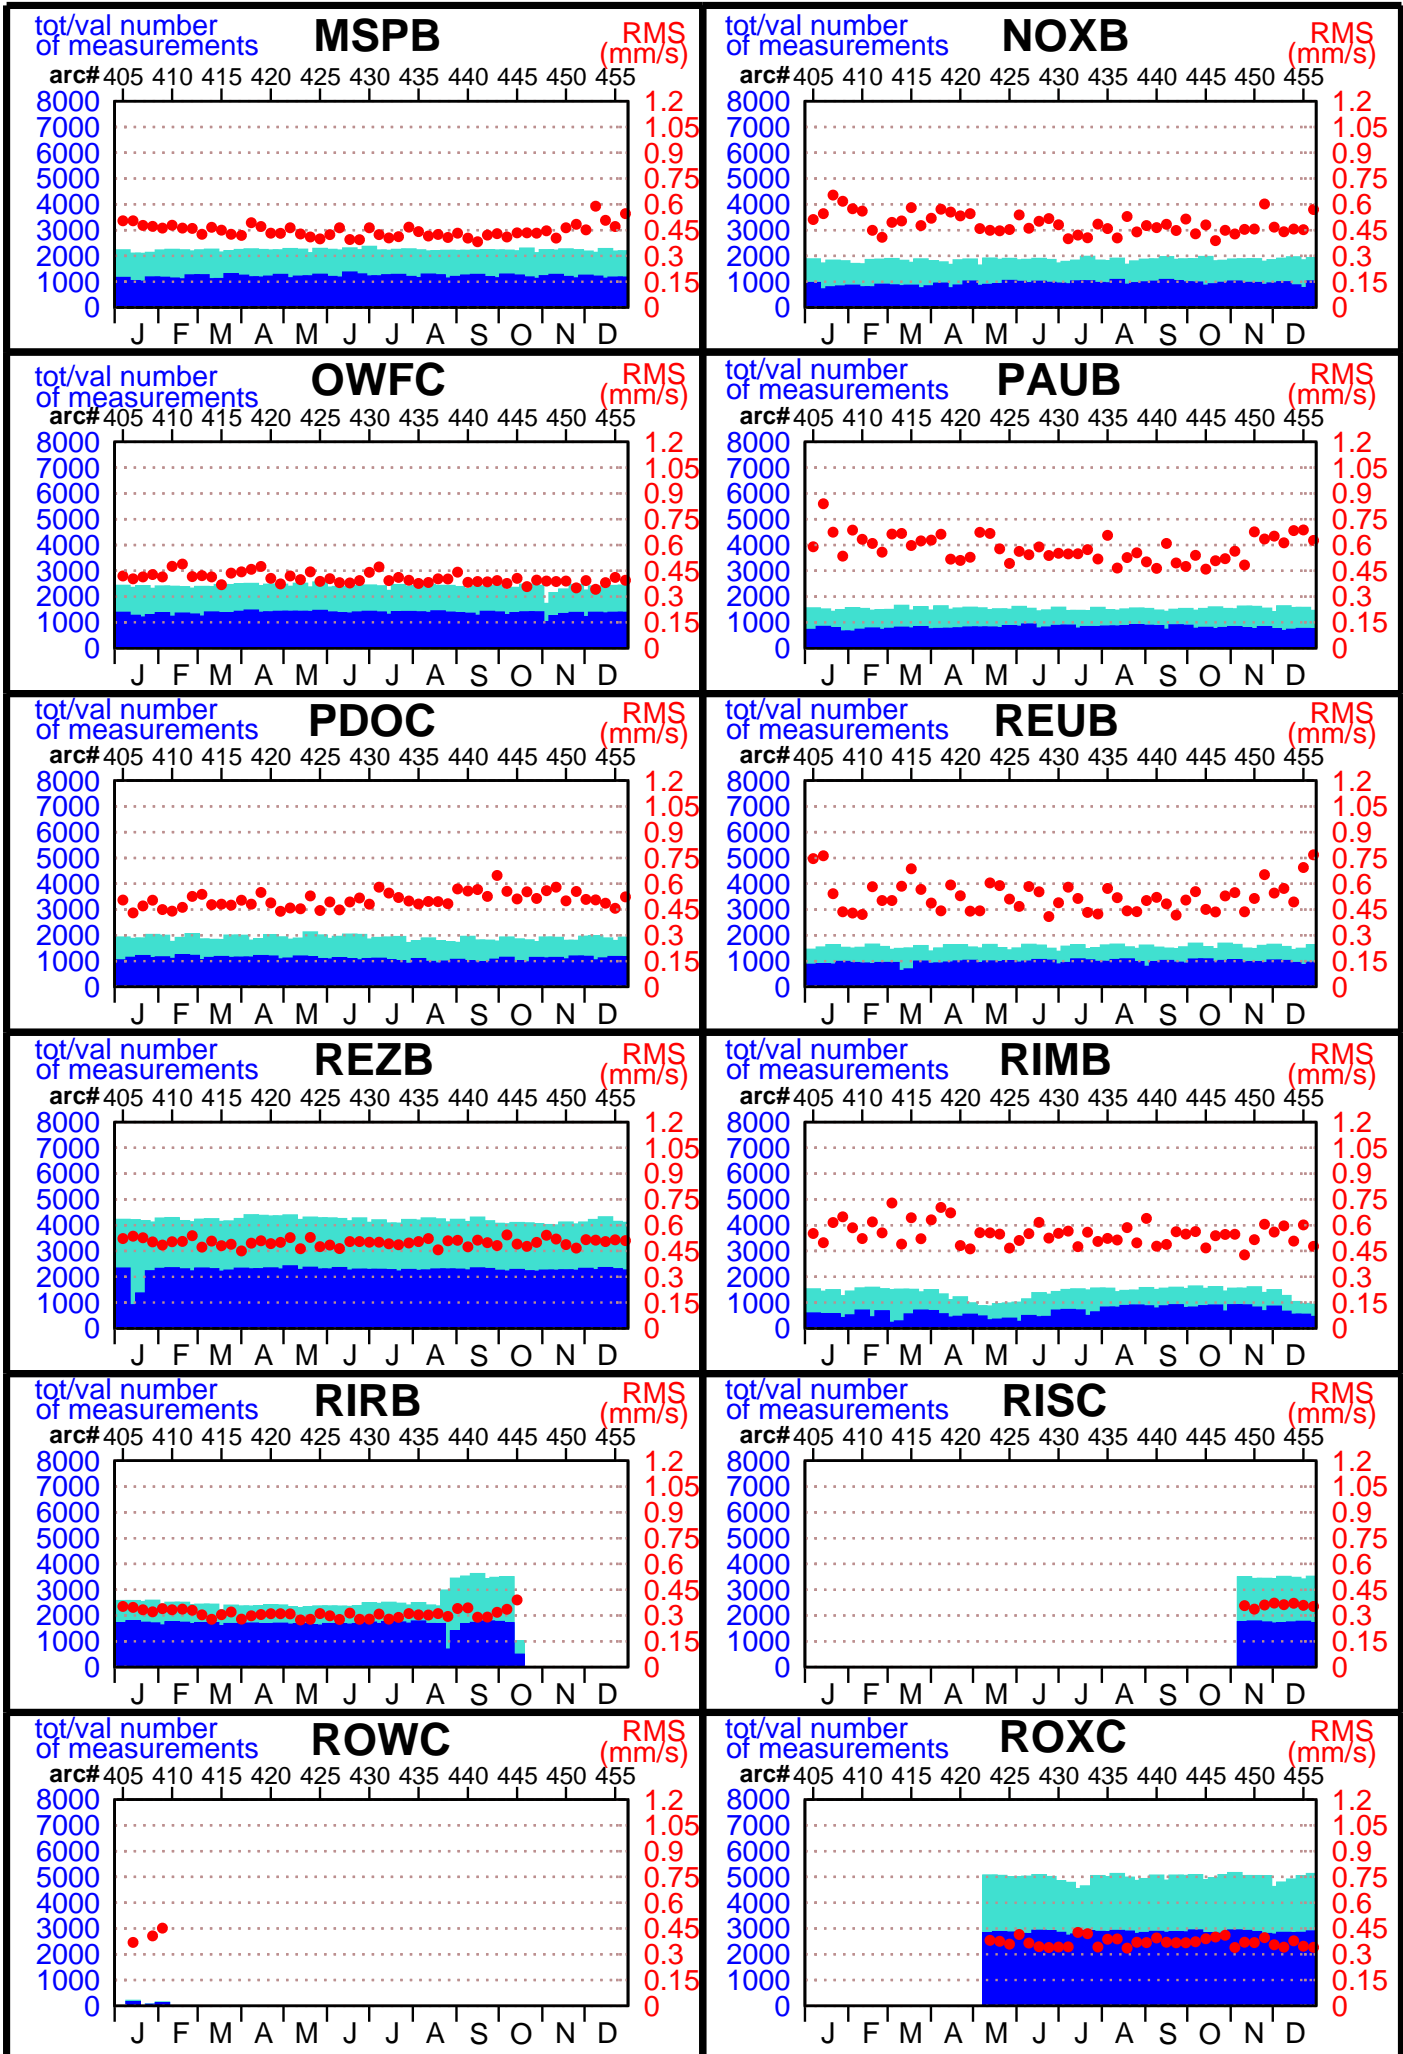 tot/val number
of measurements
MSPB
RMS
(mm/s)
arc# 405 410 415 420 425 430 435 440 445 450 455
8000 1.2
7000 1.05
6000 0.9
5000 0.75
4000 0.6
3000 0.45
2000 0.3
1000 0.15
0 0
J F M A M J J A S O N D
tot/val number
of measurements
NOXB
RMS
(mm/s)
arc# 405 410 415 420 425 430 435 440 445 450 455
8000 1.2
7000 1.05
6000 0.9
5000 0.75
4000 0.6
3000 0.45
2000 0.3
1000 0.15
0 0
J F M A M J J A S O N D
tot/val number
of measurements
OWFC
RMS
(mm/s)
arc# 405 410 415 420 425 430 435 440 445 450 455
8000 1.2
7000 1.05
6000 0.9
5000 0.75
4000 0.6
3000 0.45
2000 0.3
1000 0.15
0 0
J F M A M J J A S O N D
tot/val number
of measurements
PAUB
RMS
(mm/s)
arc# 405 410 415 420 425 430 435 440 445 450 455
8000 1.2
7000 1.05
6000 0.9
5000 0.75
4000 0.6
3000 0.45
2000 0.3
1000 0.15
0 0
J F M A M J J A S O N D
tot/val number
of measurements
PDOC
RMS
(mm/s)
arc# 405 410 415 420 425 430 435 440 445 450 455
8000 1.2
7000 1.05
6000 0.9
5000 0.75
4000 0.6
3000 0.45
2000 0.3
1000 0.15
0 0
J F M A M J J A S O N D
tot/val number
of measurements
REUB
RMS
(mm/s)
arc# 405 410 415 420 425 430 435 440 445 450 455
8000 1.2
7000 1.05
6000 0.9
5000 0.75
4000 0.6
3000 0.45
2000 0.3
1000 0.15
0 0
J F M A M J J A S O N D
tot/val number
of measurements
REZB
RMS
(mm/s)
arc# 405 410 415 420 425 430 435 440 445 450 455
8000 1.2
7000 1.05
6000 0.9
5000 0.75
4000 0.6
3000 0.45
2000 0.3
1000 0.15
0 0
J F M A M J J A S O N D
tot/val number
of measurements
RIMB
RMS
(mm/s)
arc# 405 410 415 420 425 430 435 440 445 450 455
8000 1.2
7000 1.05
6000 0.9
5000 0.75
4000 0.6
3000 0.45
2000 0.3
1000 0.15
0 0
J F M A M J J A S O N D
tot/val number
of measurements
RIRB
RMS
(mm/s)
arc# 405 410 415 420 425 430 435 440 445 450 455
8000 1.2
7000 1.05
6000 0.9
5000 0.75
4000 0.6
3000 0.45
2000 0.3
1000 0.15
0 0
J F M A M J J A S O N D
tot/val number
of measurements
RISC
RMS
(mm/s)
arc# 405 410 415 420 425 430 435 440 445 450 455
8000 1.2
7000 1.05
6000 0.9
5000 0.75
4000 0.6
3000 0.45
2000 0.3
1000 0.15
0 0
J F M A M J J A S O N D
tot/val number
of measurements
ROWC
RMS
(mm/s)
arc# 405 410 415 420 425 430 435 440 445 450 455
8000 1.2
7000 1.05
6000 0.9
5000 0.75
4000 0.6
3000 0.45
2000 0.3
1000 0.15
0 0
J F M A M J J A S O N D
tot/val number
of measurements
ROXC
RMS
(mm/s)
arc# 405 410 415 420 425 430 435 440 445 450 455
8000 1.2
7000 1.05
6000 0.9
5000 0.75
4000 0.6
3000 0.45
2000 0.3
1000 0.15
0 0
J F M A M J J A S O N D